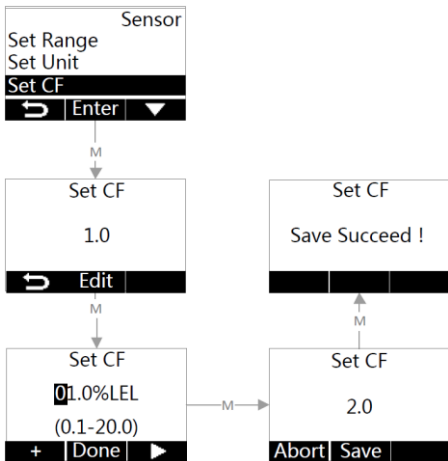 Sensor
Set Range
Set Unit
Set CF
Enter
M
Set CF
1.0
Edit
M
Set CF
01.0%LEL
(0.1-20.0)
+ Done
M
Set CF
2.0
Abort Save
M
Set CF
Save Succeed !